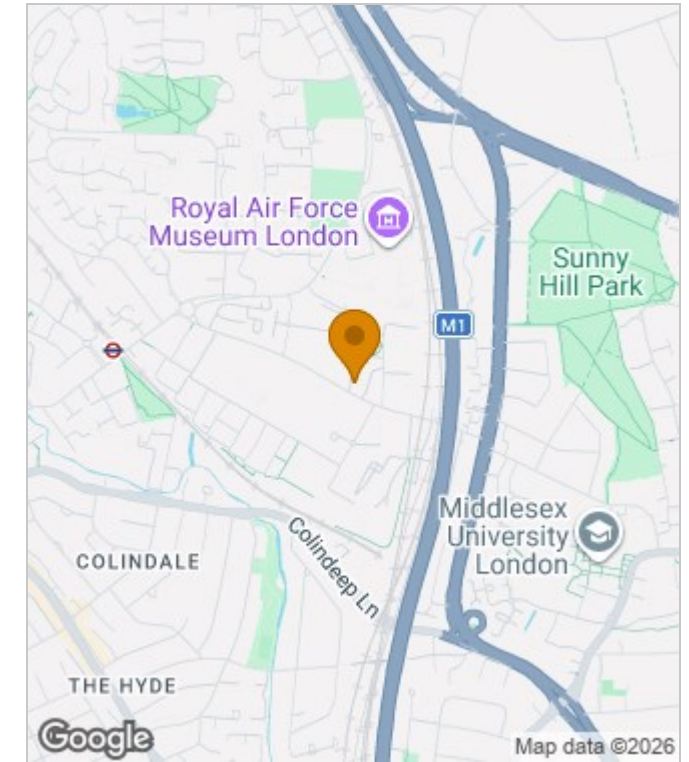 Royal Air Force
Museum London
Sunny
Hill Park
M1
Middlesex
University
London
Colindeep Ln
COLINDALE
THE HYDE
Google
Map data ©2026